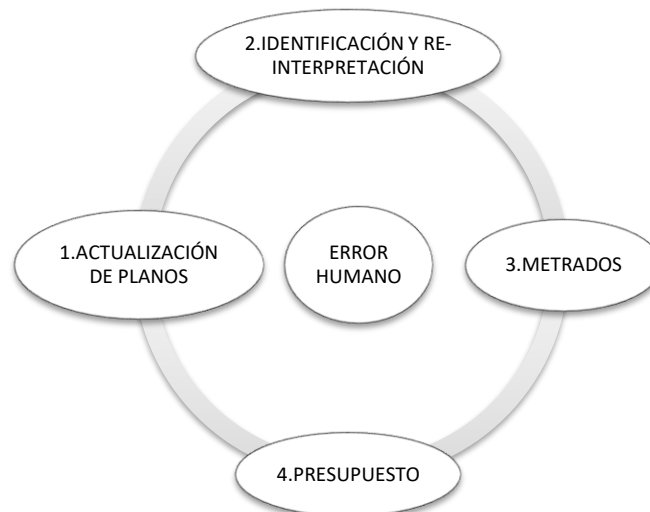 2.IDENTIFICACIÓN Y RE-
INTERPRETACIÓN
1.ACTUALIZACIÓN
DE PLANOS
ERROR
HUMANO
3.METRADOS
4.PRESUPUESTO